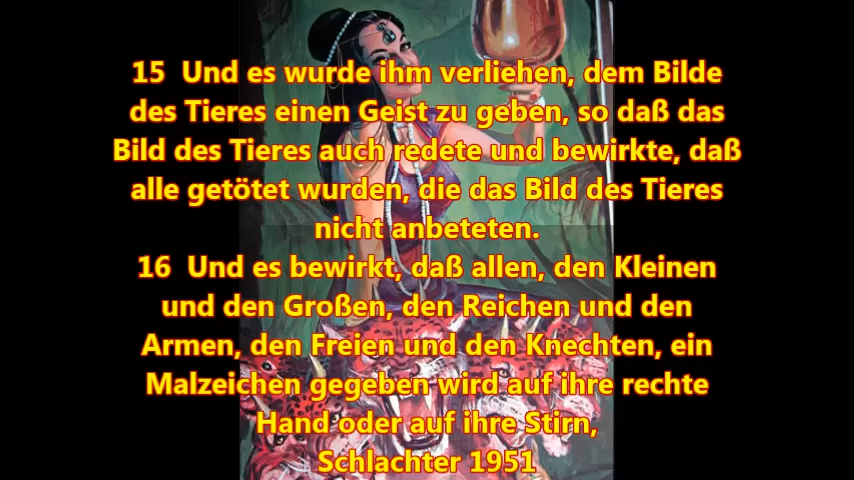 15  Und es wurde ihm verliehen, dem Bilde
des Tieres einen Geist zu geben, so daß das
Bild des Tieres auch redete und bewirkte, daß
alle getötet wurden, die das Bild des Tieres
nicht anbeteten.
16  Und es bewirkt, daß allen, den Kleinen
und den Großen, den Reichen und den
Armen, den Freien und den Knechten, ein
Malzeichen gegeben wird auf ihre rechte
Hand oder auf ihre Stirn,
Schlachter 1951